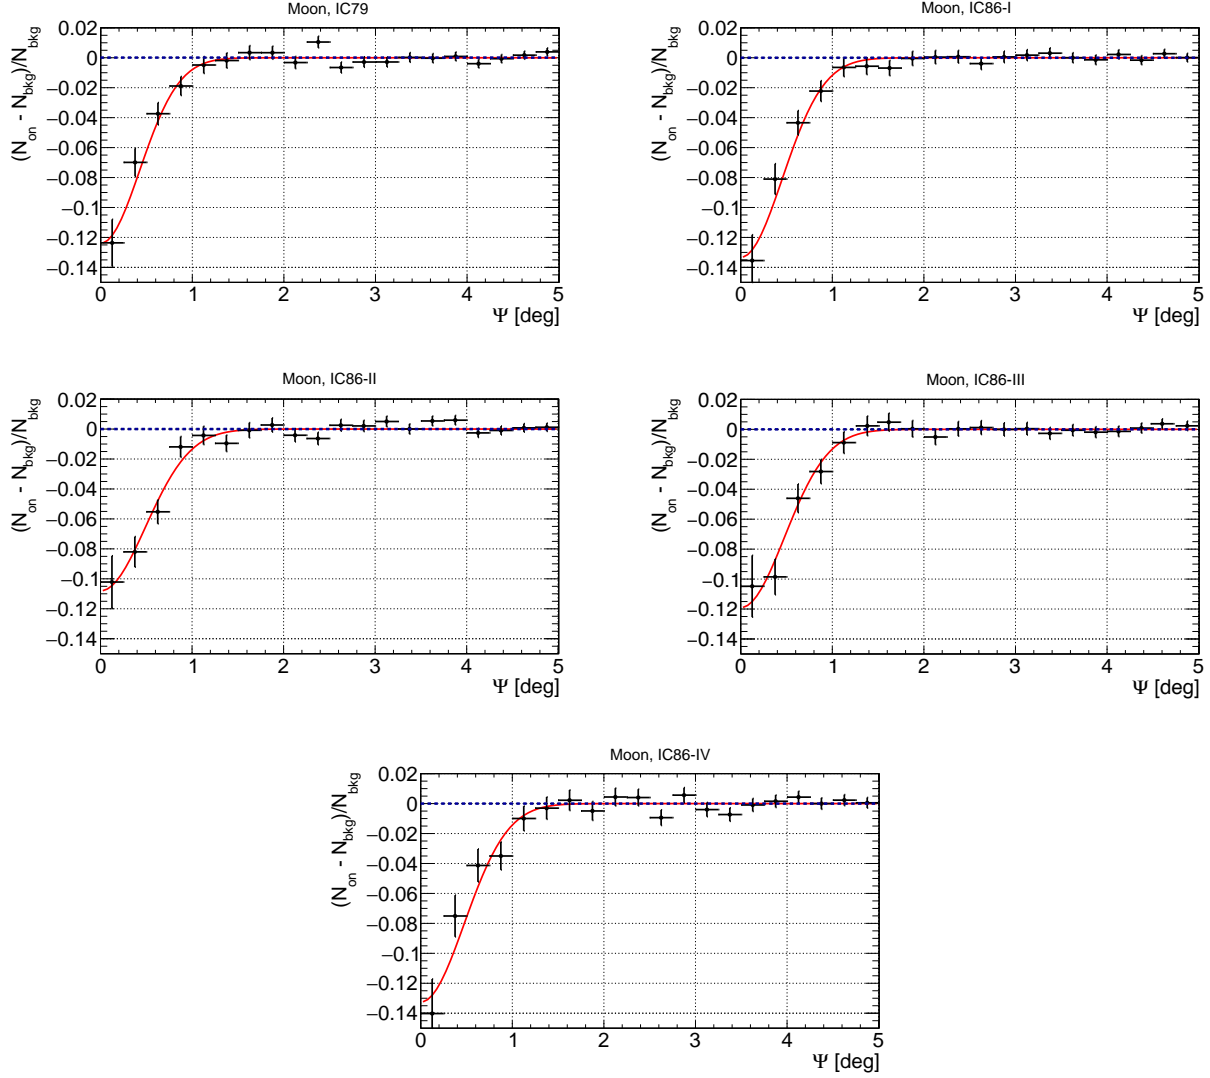 Moon, IC79
(N_on - N_bkg)/N_bkg
0.02
0
−0.02
−0.04
−0.06
−0.08
−0.1
−0.12
−0.14
0 1 2 3 4 5
Ψ [deg]
Moon, IC86-I
(N_on - N_bkg)/N_bkg
0.02
0
−0.02
−0.04
−0.06
−0.08
−0.1
−0.12
−0.14
0 1 2 3 4 5
Ψ [deg]
Moon, IC86-II
(N_on - N_bkg)/N_bkg
0.02
0
−0.02
−0.04
−0.06
−0.08
−0.1
−0.12
−0.14
0 1 2 3 4 5
Ψ [deg]
Moon, IC86-III
(N_on - N_bkg)/N_bkg
0.02
0
−0.02
−0.04
−0.06
−0.08
−0.1
−0.12
−0.14
0 1 2 3 4 5
Ψ [deg]
Moon, IC86-IV
(N_on - N_bkg)/N_bkg
0.02
0
−0.02
−0.04
−0.06
−0.08
−0.1
−0.12
−0.14
0 1 2 3 4 5
Ψ [deg]